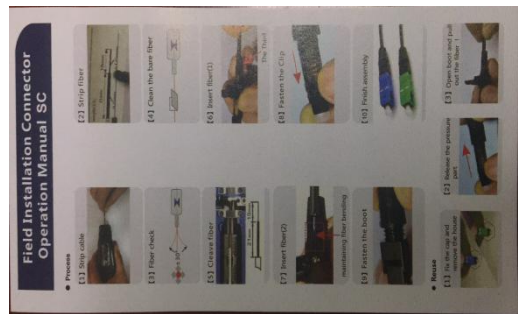 Field Installation Connector
Operation Manual SC
● Process
[1] Strip cable
[2] Strip fiber
[3] Fiber check
[4] Clean the bare fiber
[5] Cleave fiber
[6] Insert fiber(1)
[7] Insert fiber(2)
maintaining fiber bending
[8] Fasten the Clip
[9] Fasten the boot
[10] Finish assembly
● Reuse
[1] Fix the cap and
remove the house
[2] Release the pressure
part
[3] Open boot and pull
out the fiber !